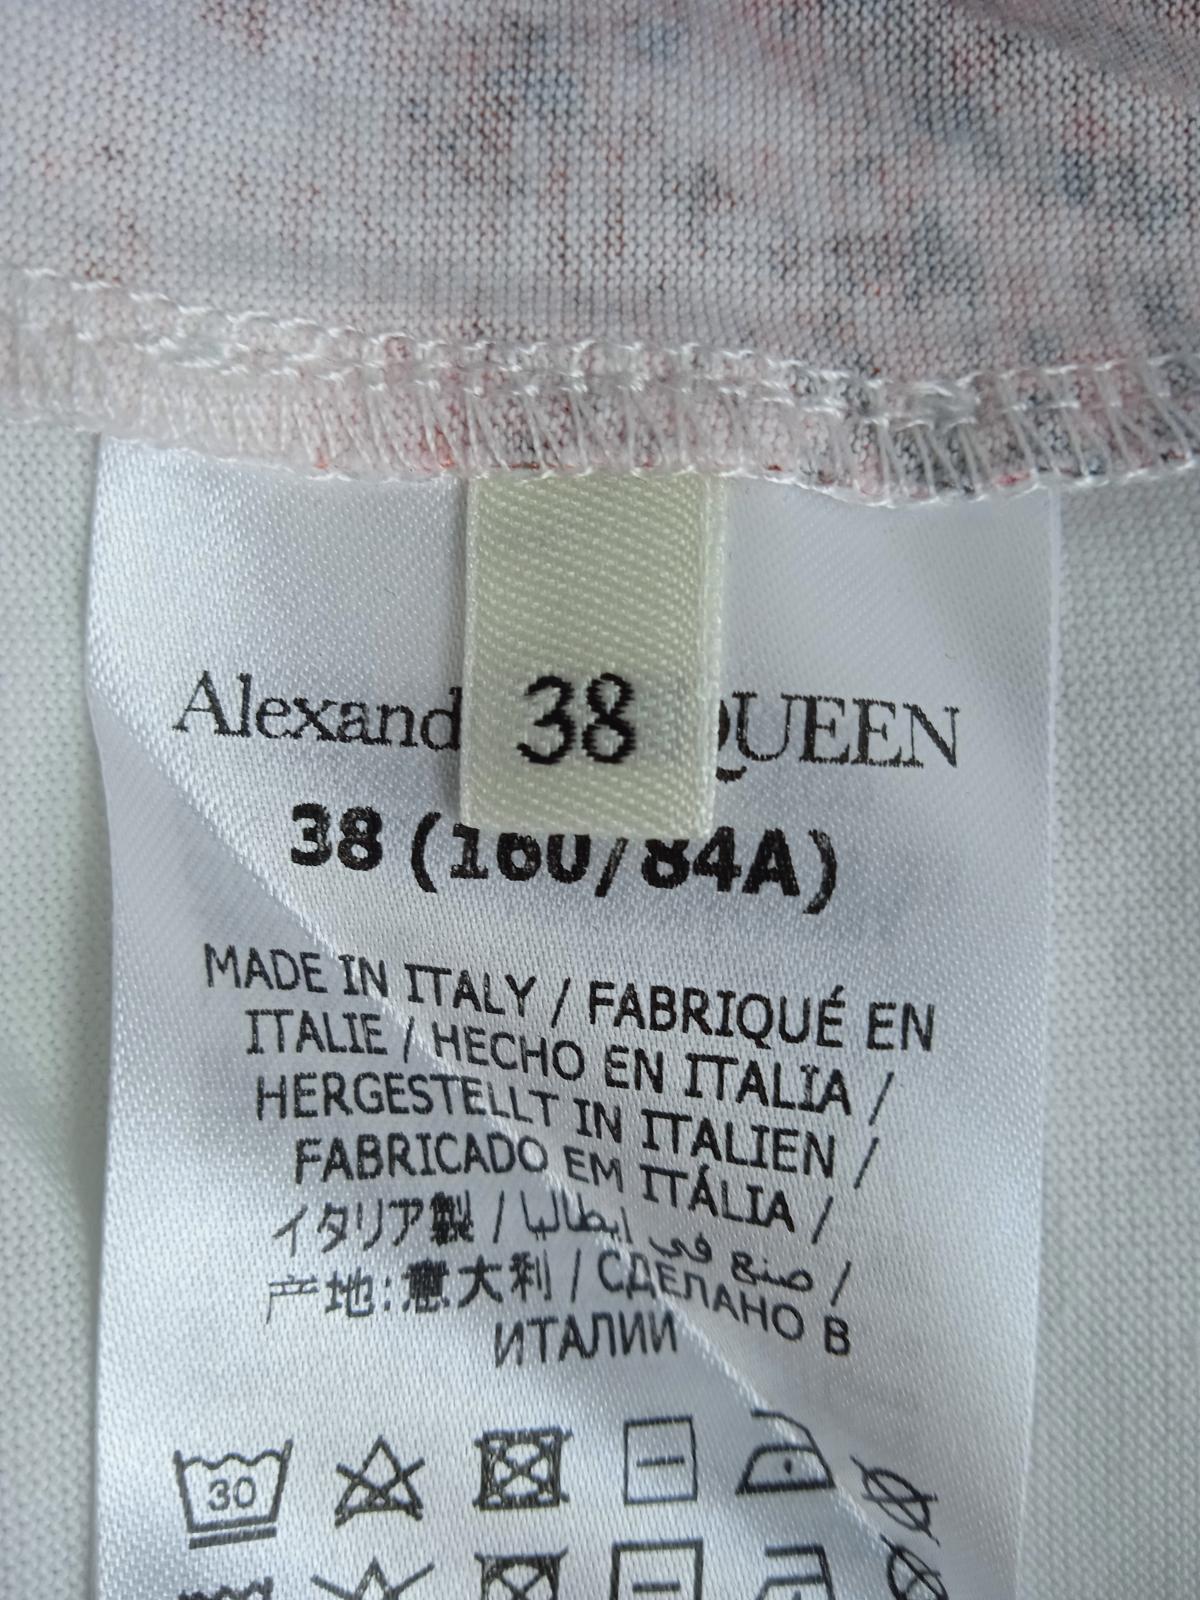 38
Alexand QUEEN
38 (160/84A)
MADE IN ITALY / FABRIQUÉ EN
ITALIE / HECHO EN ITALIA /
HERGESTELLT IN ITALIEN /
FABRICADO EM ITÁLIA /
イタリア製 / صنع في ايطاليا /
产地:意大利 / СДЕЛАНО В
ИТАЛИИ
30